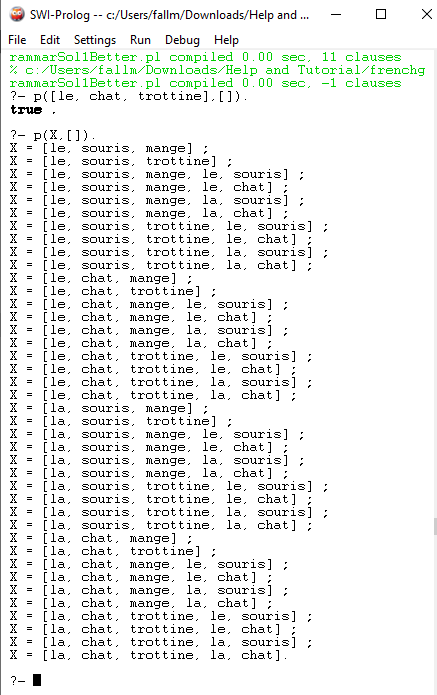 SWI-Prolog -- c:/Users/fallm/Downloads/Help and ...
File Edit Settings Run Debug Help
rammarSol1Better.pl compiled 0.00 sec, 11 clauses
% c:/Users/fallm/Downloads/Help and Tutorial/frenchg
rammarSol1Better.pl compiled 0.00 sec, -1 clauses
?- p([le, chat, trottine],[]).
true .
?- p(X,[]).
X = [le, souris, mange] ;
X = [le, souris, trottine] ;
X = [le, souris, mange, le, souris] ;
X = [le, souris, mange, le, chat] ;
X = [le, souris, mange, la, souris] ;
X = [le, souris, mange, la, chat] ;
X = [le, souris, trottine, le, souris] ;
X = [le, souris, trottine, le, chat] ;
X = [le, souris, trottine, la, souris] ;
X = [le, souris, trottine, la, chat] ;
X = [le, chat, mange] ;
X = [le, chat, trottine] ;
X = [le, chat, mange, le, souris] ;
X = [le, chat, mange, le, chat] ;
X = [le, chat, mange, la, souris] ;
X = [le, chat, mange, la, chat] ;
X = [le, chat, trottine, le, souris] ;
X = [le, chat, trottine, le, chat] ;
X = [le, chat, trottine, la, souris] ;
X = [le, chat, trottine, la, chat] ;
X = [la, souris, mange] ;
X = [la, souris, trottine] ;
X = [la, souris, mange, le, souris] ;
X = [la, souris, mange, le, chat] ;
X = [la, souris, mange, la, souris] ;
X = [la, souris, mange, la, chat] ;
X = [la, souris, trottine, le, souris] ;
X = [la, souris, trottine, le, chat] ;
X = [la, souris, trottine, la, souris] ;
X = [la, souris, trottine, la, chat] ;
X = [la, chat, mange] ;
X = [la, chat, trottine] ;
X = [la, chat, mange, le, souris] ;
X = [la, chat, mange, le, chat] ;
X = [la, chat, mange, la, souris] ;
X = [la, chat, mange, la, chat] ;
X = [la, chat, trottine, le, souris] ;
X = [la, chat, trottine, le, chat] ;
X = [la, chat, trottine, la, souris] ;
X = [la, chat, trottine, la, chat].
?-